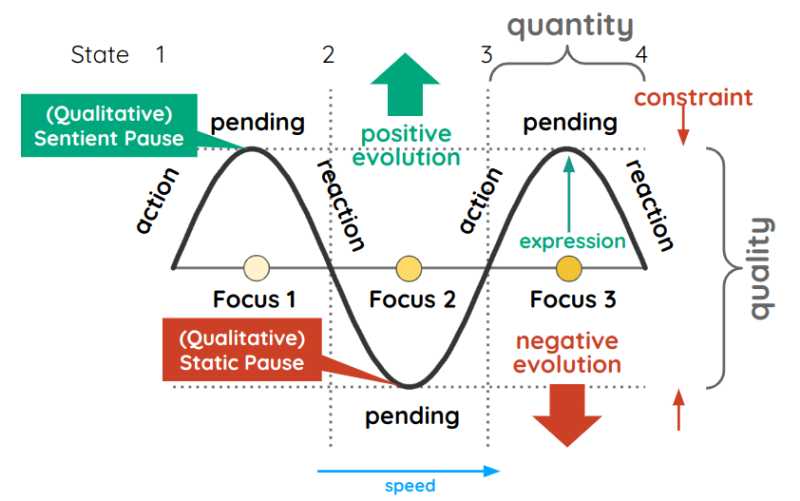 quantity
State 1 2 3 4
constraint
(Qualitative)
Sentient Pause
pending
positive
evolution
pending
action
reaction
action
reaction
expression
quality
Focus 1 Focus 2 Focus 3
(Qualitative)
Static Pause
negative
evolution
pending
speed